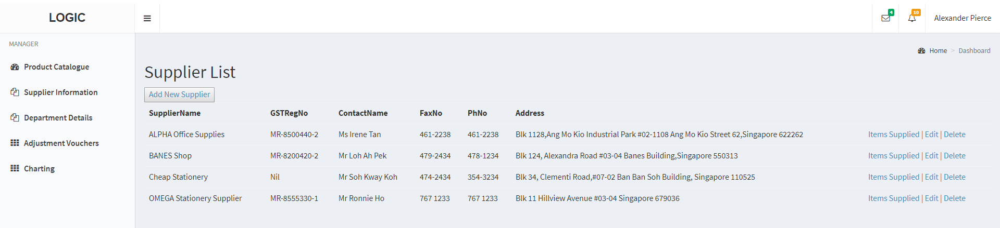 LOGIC
4
10
Alexander Pierce
MANAGER
Home > Dashboard
Product Catalogue
Supplier Information
Department Details
Adjustment Vouchers
Charting
Supplier List
Add New Supplier
SupplierName GSTRegNo ContactName FaxNo PhNo Address
ALPHA Office Supplies MR-8500440-2 Ms Irene Tan 461-2238 461-2238 Blk 1128,Ang Mo Kio Industrial Park #02-1108 Ang Mo Kio Street 62,Singapore 622262 Items Supplied | Edit | Delete
BANES Shop MR-8200420-2 Mr Loh Ah Pek 479-2434 478-1234 Blk 124, Alexandra Road #03-04 Banes Building,Singapore 550313 Items Supplied | Edit | Delete
Cheap Stationery Nil Mr Soh Kway Koh 474-2434 354-3234 Blk 34, Clementi Road,#07-02 Ban Ban Soh Building, Singapore 110525 Items Supplied | Edit | Delete
OMEGA Stationery Supplier MR-8555330-1 Mr Ronnie Ho 767 1233 767 1233 Blk 11 Hillview Avenue #03-04 Singapore 679036 Items Supplied | Edit | Delete